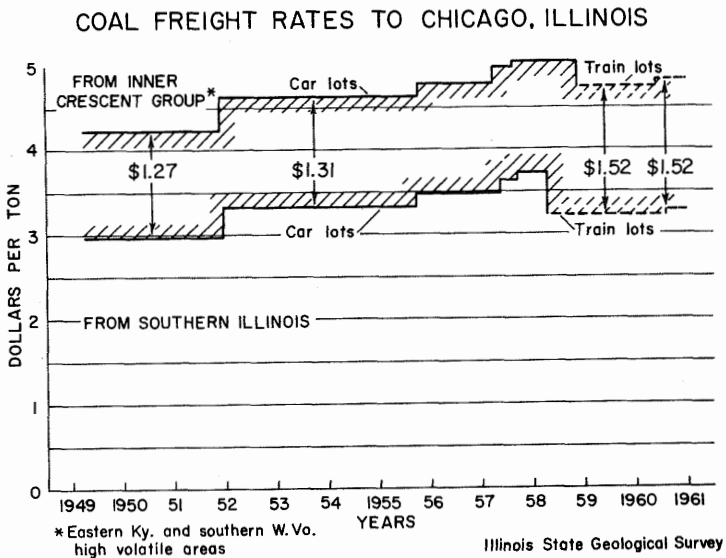 COAL FREIGHT RATES TO CHICAGO, ILLINOIS
DOLLARS PER TON
5
4
3
2
1
0
FROM INNER
CRESCENT GROUP*
Car lots
Train lots
$1.27
$1.31
$1.52
$1.52
Car lots
Train lots
FROM SOUTHERN ILLINOIS
1949 1950 51 52 53 54 1955 56 57 58 59 1960 1961
YEARS
* Eastern Ky. and southern W. Va.
high volatile areas
Illinois State Geological Survey